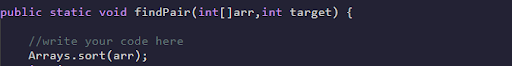 public static void findPair(int[]arr,int target) {
//write your code here
Arrays.sort(arr);